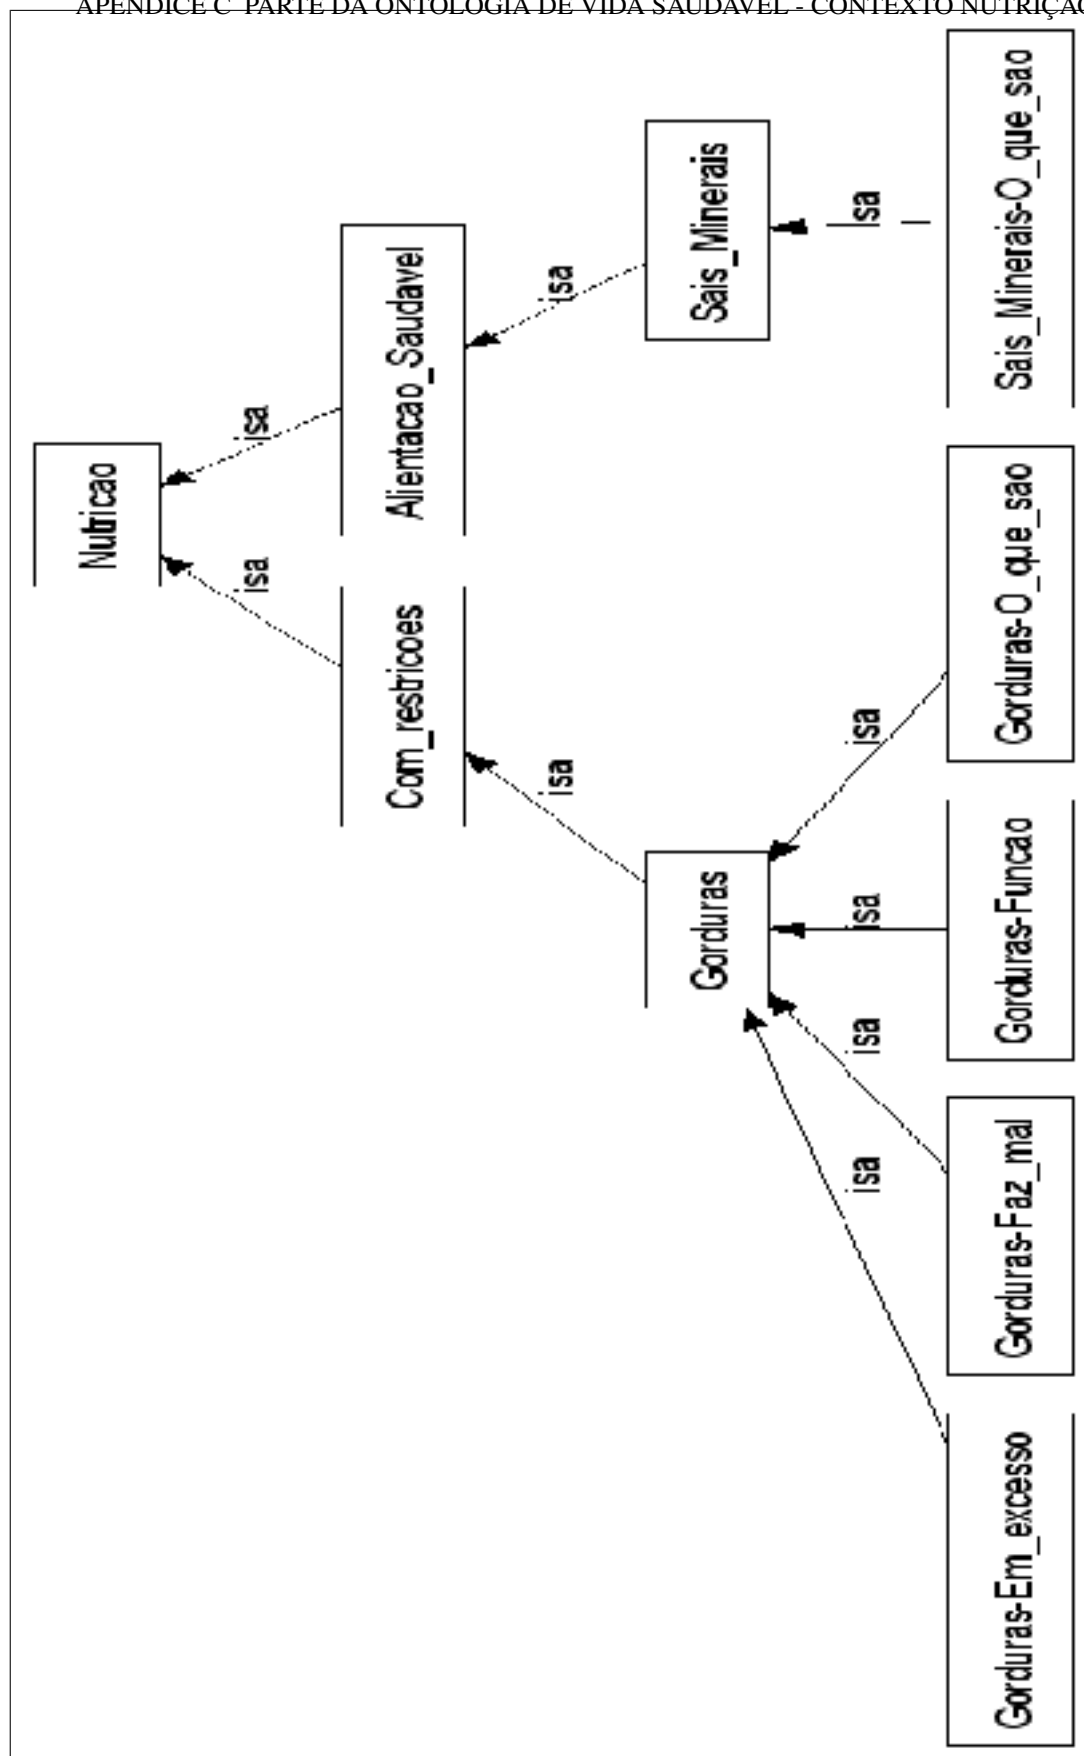 APÊNDICE C PARTE DA ONTOLOGIA DE VIDA SAUDÁVEL - CONTEXTO NUTRIÇÃO
Nutricao
isa
isa
Com_restricoes
Alientacao_Saudavel
isa
isa
Gorduras
Sais_Minerais
isa
isa
isa
isa
isa
Gorduras-Em_excesso
Gorduras-Faz_mal
Gorduras-Funcao
Gorduras-O_que_sao
Sais_Minerais-O_que_sao